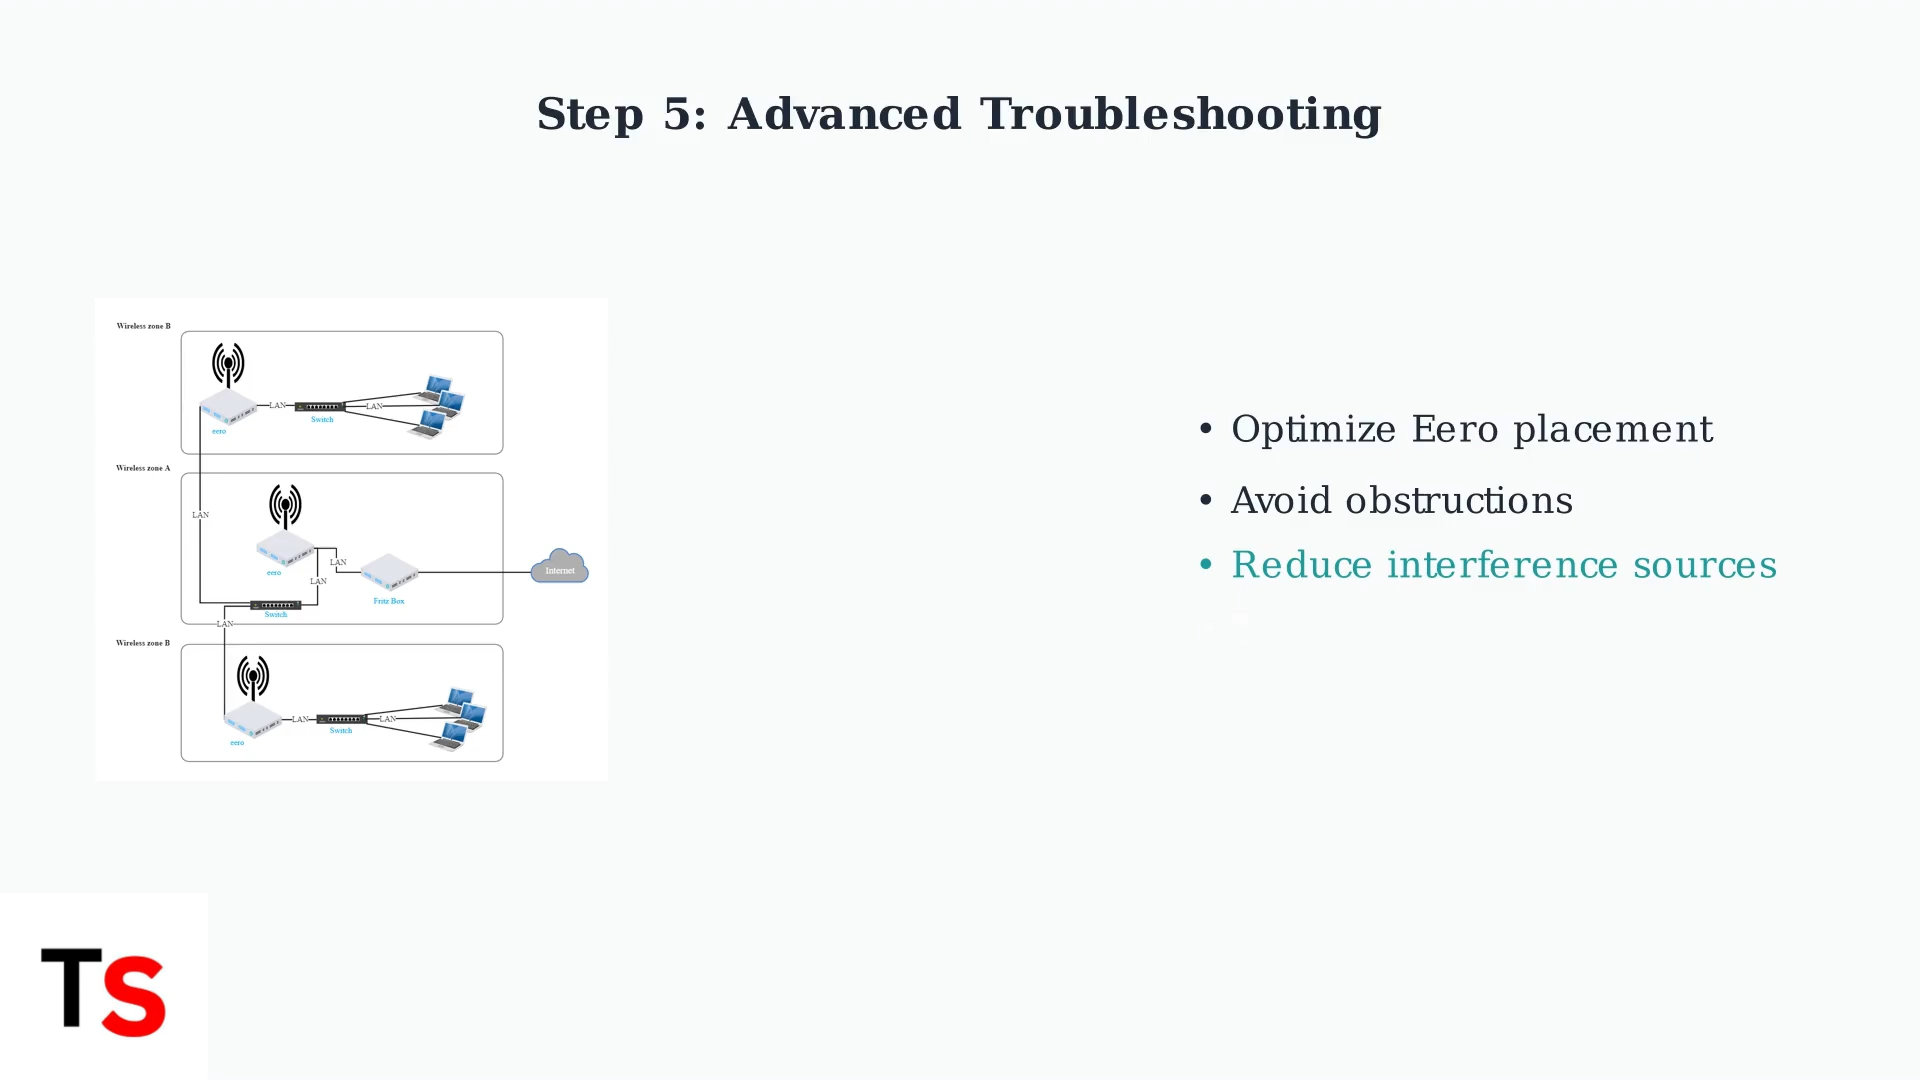 Step 5: Advanced Troubleshooting
Wireless zone B
LAN
LAN
Switch
eero
Wireless zone A
LAN
eero
LAN
LAN
Internet
Fritz Box
Switch
LAN
Wireless zone B
LAN
LAN
Switch
eero
• Optimize Eero placement
• Avoid obstructions
• Reduce interference sources
TS